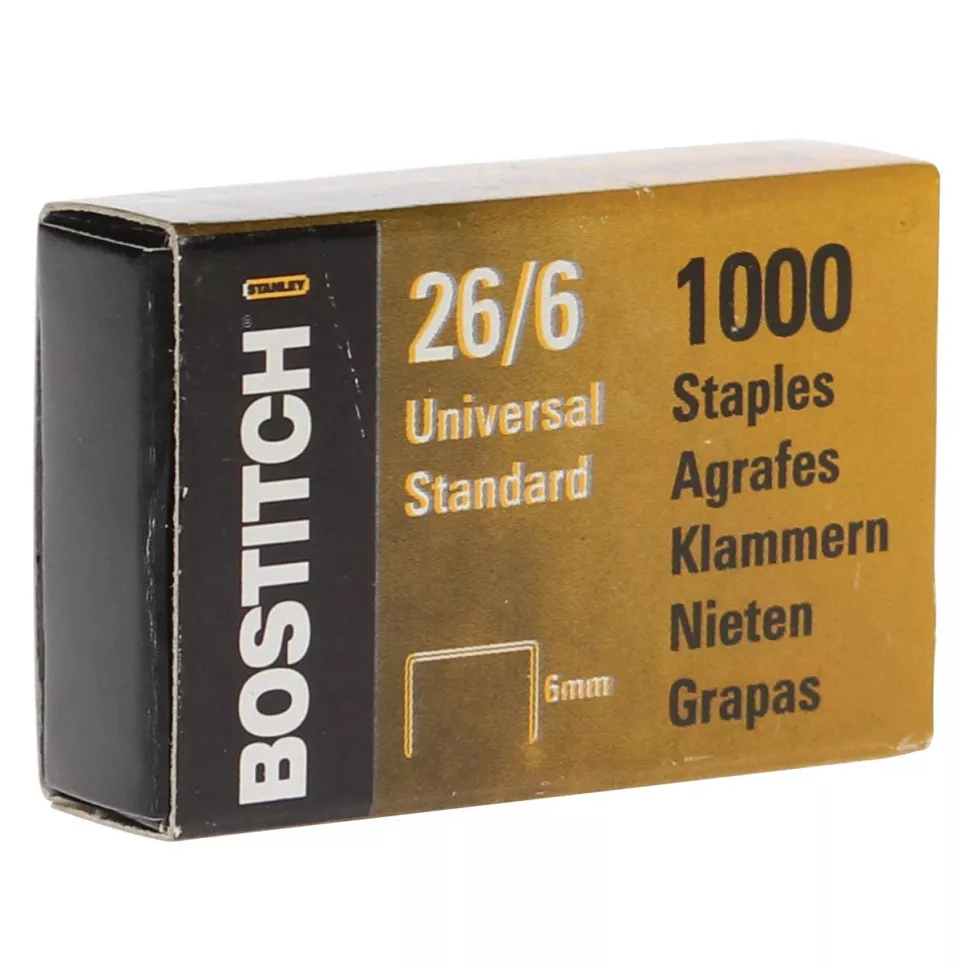 STANLEY
BOSTITCH®
26/6
Universal
Standard
6mm
1000
Staples
Agrafes
Klammern
Nieten
Grapas